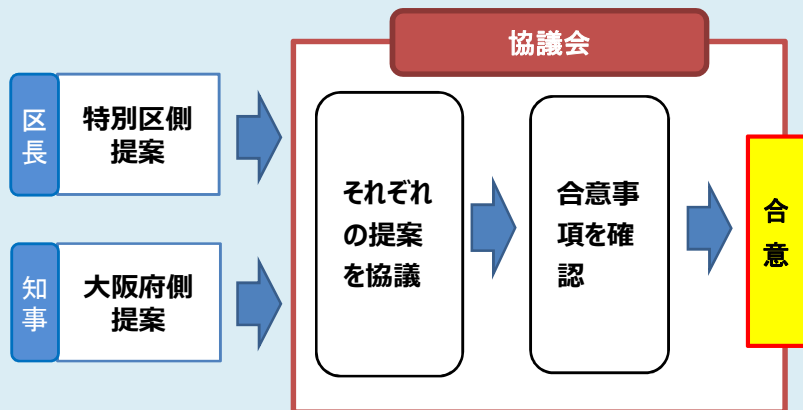 協議会
区長
特別区側
提案
知事
大阪府側
提案
それぞれ
の提案
を協議
合意事
項を確
認
合意